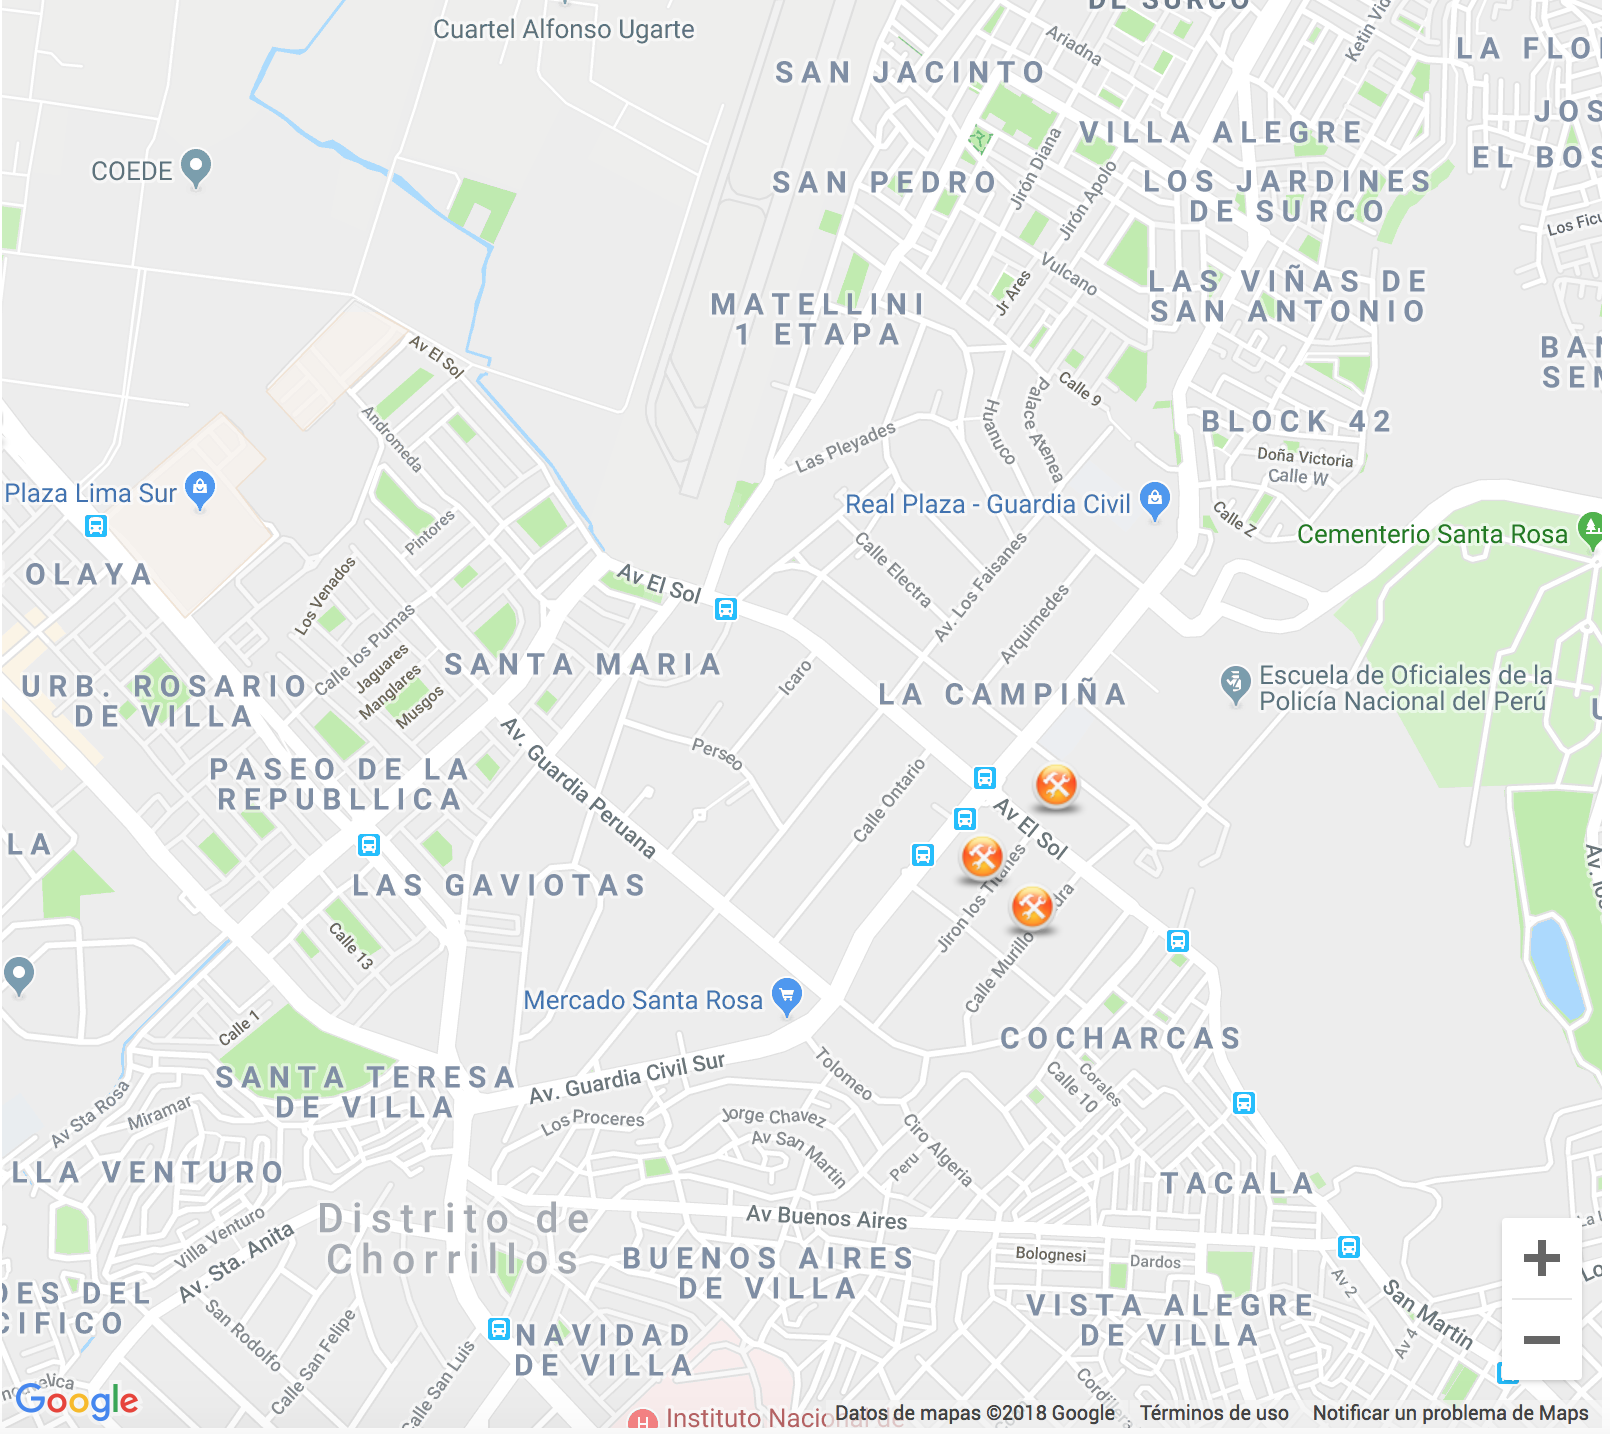 DE SURCO
Cuartel Alfonso Ugarte
Ariadna
Ketin Vid
LA FLO
SAN JACINTO
JOS
EL BOS
VILLA ALEGRE
COEDE
SAN PEDRO
Jirón Diana
Jirón Apolo
LOS JARDINES
DE SURCO
Los Ficu
Vulcano
Jr Ares
LAS VIÑAS DE
SAN ANTONIO
MATELLINI
1 ETAPA
BAN
SEM
Av El Sol
Calle 9
Palace Atenea
Huanuco
BLOCK 42
Andromeda
Las Pleyades
Doña Victoria
Calle W
Plaza Lima Sur
Real Plaza - Guardia Civil
Calle Z
Cementerio Santa Rosa
Pintores
OLAYA
Los Venados
Av El Sol
Calle Electra
Av. Los Faisanes
Arquimedes
Calle los Pumas
Jaguares
Manglares
Musgos
SANTA MARIA
Icaro
LA CAMPIÑA
Escuela de Oficiales de la
Policía Nacional del Perú
URB. ROSARIO
DE VILLA
U
Av. Guardia Peruana
Perseo
PASEO DE LA
REPUBLLICA
Calle Ontario
Av El Sol
LA
LAS GAVIOTAS
Jiron los Titanes
Calle 13
Calle Murillo
dra
Mercado Santa Rosa
Calle 1
COCHARCAS
SANTA TERESA
DE VILLA
Av. Guardia Civil Sur
Tolomeo
Calle 10
Corales
Av Sta Rosa
Miramar
Los Proceres
Jorge Chavez
Av San Martin
Ciro Algeria
Peru
LLA VENTURO
TACALA
Distrito de
Chorrillos
Villa Venturo
Av. Sta. Anita
Av Buenos Aires
BUENOS AIRES
DE VILLA
Bolognesi
Dardos
DES DEL
CIFICO
VISTA ALEGRE
DE VILLA
Av 2
San Martin
Av 4
San Rodolfo
Calle San Felipe
Calle San Luis
NAVIDAD
DE VILLA
Cordillera
Google
H
Instituto Nacional de
Datos de mapas ©2018 Google
Términos de uso
Notificar un problema de Maps